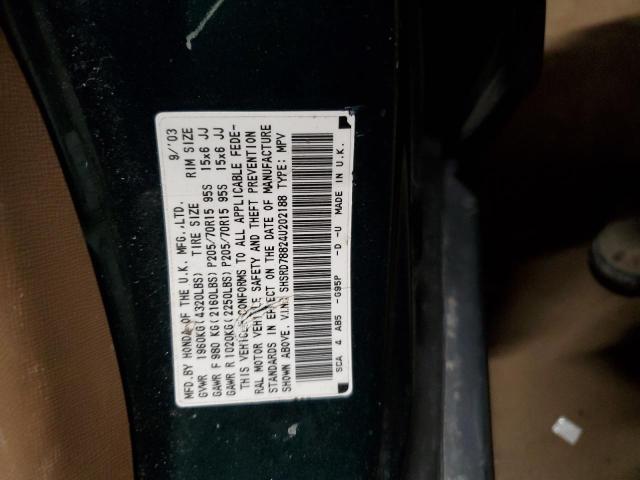 MFD. BY HONDA OF THE U.K. MFG.,LTD. 9/'03
GVWR 1960KG(4320LBS) TIRE SIZE RIM SIZE
GAWR F 980 KG(2160LBS) P205/70R15 95S 15x6 JJ
GAWR R 1020KG(2250LBS) P205/70R15 95S 15x6 JJ
THIS VEHICLE CONFORMS TO ALL APPLICABLE FEDE-
RAL MOTOR VEHICLE SAFETY AND THEFT PREVENTION
STANDARDS IN EFFECT ON THE DATE OF MANUFACTURE
SHOWN ABOVE. V.I.N: SHSRD78824U202188 TYPE: MPV
SCA 4 AB5 -G95P -D -U MADE IN U.K.